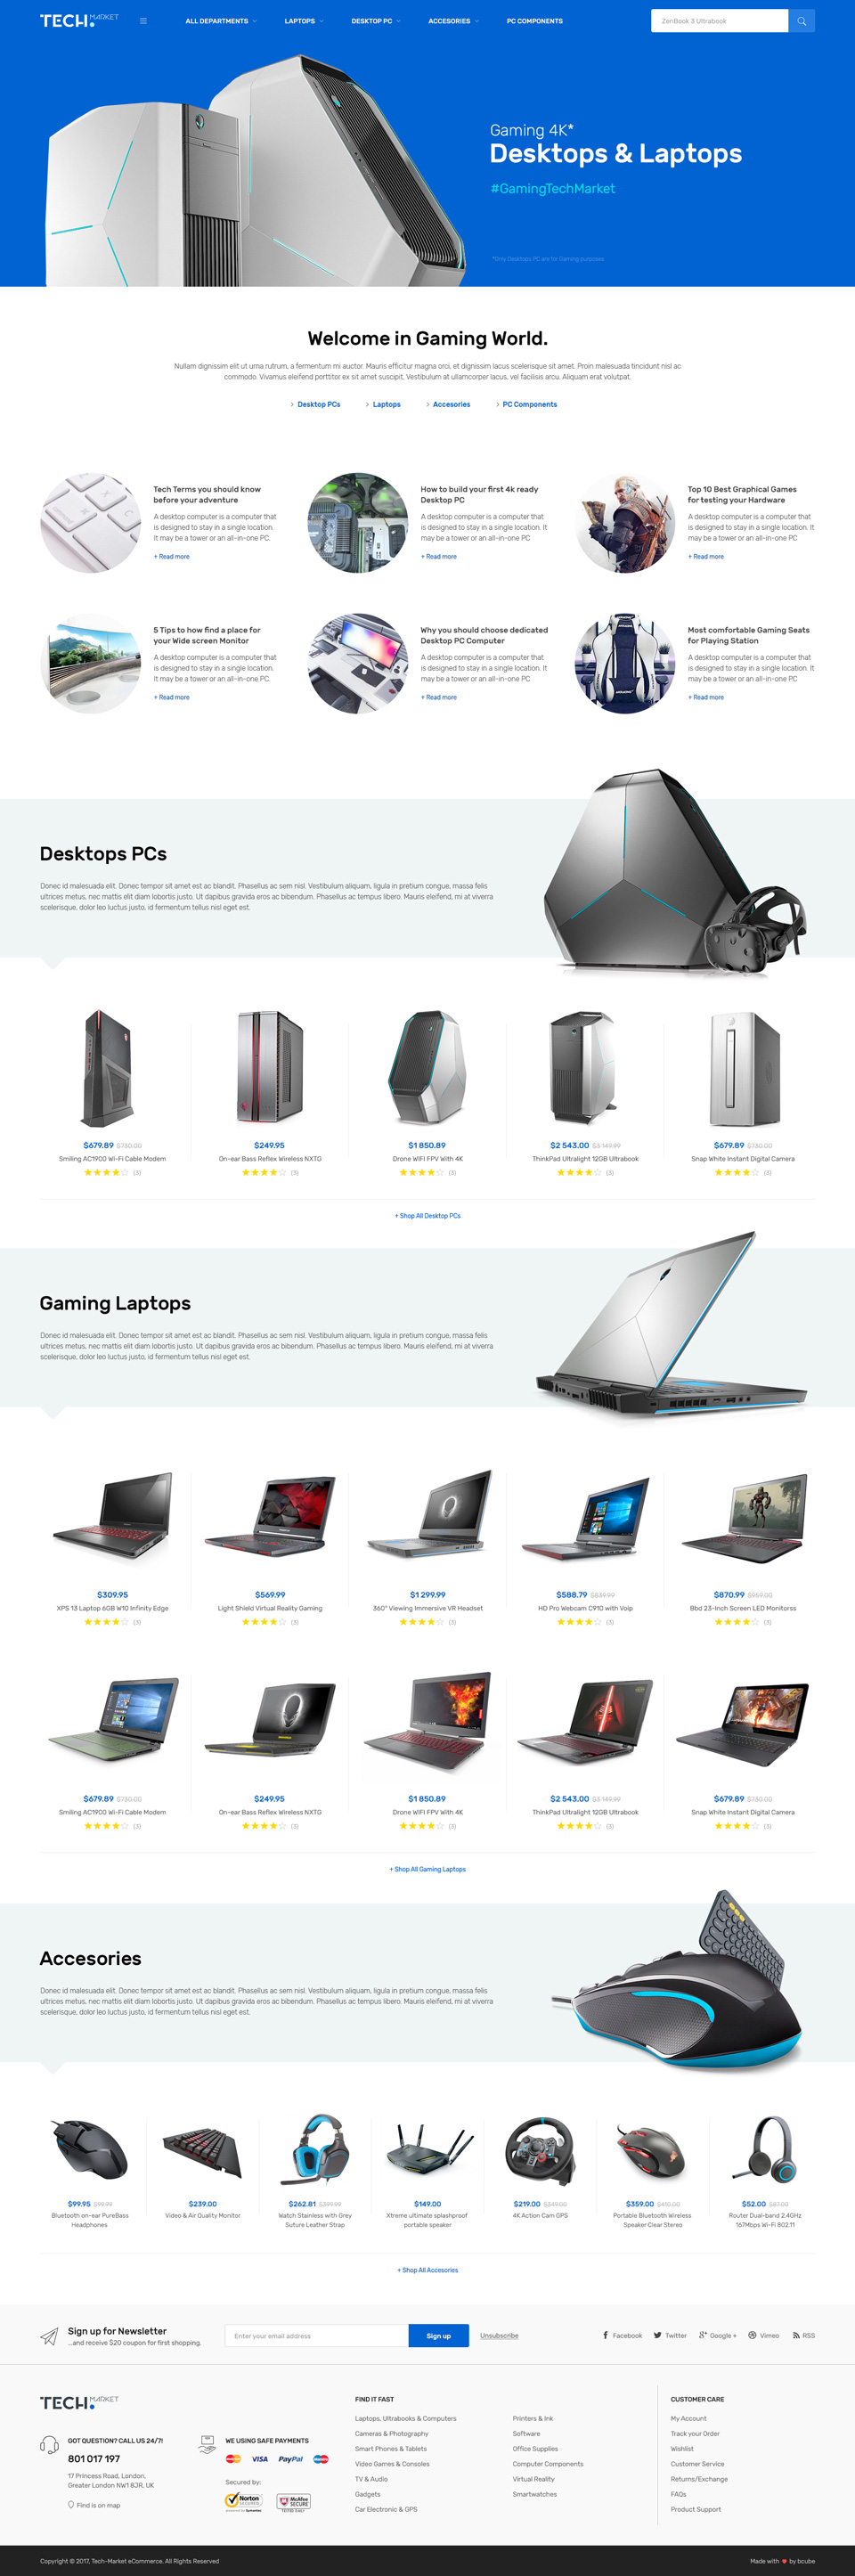 TECH. MARKET
ALL DEPARTMENTS
LAPTOPS
DESKTOP PC
ACCESORIES
PC COMPONENTS
ZenBook 3 Ultrabook
Gaming 4K*
Desktops & Laptops
#GamingTechMarket
*Only Desktops PC are for Gaming purposes
Welcome in Gaming World.
Nullam dignissim elit ut urna rutrum, a fermentum mi auctor. Mauris efficitur magna orci, et dignissim lacus scelerisque sit amet. Proin malesuada tincidunt nisl ac
commodo. Vivamus eleifend porttitor ex sit amet suscipit. Vestibulum at ullamcorper lacus, vel facilisis arcu. Aliquam erat volutpat.
Desktop PCs
Laptops
Accesories
PC Components
Tech Terms you should know
before your adventure
A desktop computer is a computer that
is designed to stay in a single location.
It may be a tower or an all-in-one PC.
+ Read more
How to build your first 4k ready
Desktop PC
A desktop computer is a computer that
is designed to stay in a single location. It
may be a tower or an all-in-one PC
+ Read more
Top 10 Best Graphical Games
for testing your Hardware
A desktop computer is a computer that
is designed to stay in a single location. It
may be a tower or an all-in-one PC
+ Read more
5 Tips to how find a place for
your Wide screen Monitor
A desktop computer is a computer that
is designed to stay in a single location.
It may be a tower or an all-in-one PC.
+ Read more
Why you should choose dedicated
Desktop PC Computer
A desktop computer is a computer that
is designed to stay in a single location. It
may be a tower or an all-in-one PC
+ Read more
Most comfortable Gaming Seats
for Playing Station
A desktop computer is a computer that
is designed to stay in a single location. It
may be a tower or an all-in-one PC
+ Read more
Desktops PCs
Donec id malesuada elit. Donec tempor sit amet est ac blandit. Phasellus ac sem nisl. Vestibulum aliquam, ligula in pretium congue, massa felis
ultrices metus, nec mattis elit diam lobortis justo. Ut dapibus gravida eros ac bibendum. Phasellus ac tempus libero. Mauris eleifend, mi at viverra
scelerisque, dolor leo luctus justo, id fermentum tellus nisl eget est.
$679.89 $730.00
Smiling AC1900 Wi-Fi Cable Modem
(3)
$249.95
On-ear Bass Reflex Wireless NXTG
(3)
$1 850.89
Drone WIFI FPV With 4K
(3)
$2 543.00 $3 149.99
ThinkPad Ultralight 12GB Ultrabook
(3)
$679.89 $730.00
Snap White Instant Digital Camera
(3)
+ Shop All Desktop PCs
Gaming Laptops
Donec id malesuada elit. Donec tempor sit amet est ac blandit. Phasellus ac sem nisl. Vestibulum aliquam, ligula in pretium congue, massa felis
ultrices metus, nec mattis elit diam lobortis justo. Ut dapibus gravida eros ac bibendum. Phasellus ac tempus libero. Mauris eleifend, mi at viverra
scelerisque, dolor leo luctus justo, id fermentum tellus nisl eget est.
$309.95
XPS 13 Laptop 6GB W10 Infinity Edge
(3)
$569.99
Light Shield Virtual Reality Gaming
(3)
$1 299.99
360° Viewing Immersive VR Headset
(3)
$588.79 $839.99
HD Pro Webcam C910 with Voip
(3)
$870.99 $959.00
Bbd 23-Inch Screen LED Monitorss
(3)
$679.89 $730.00
Smiling AC1900 Wi-Fi Cable Modem
(3)
$249.95
On-ear Bass Reflex Wireless NXTG
(3)
$1 850.89
Drone WIFI FPV With 4K
(3)
$2 543.00 $3 149.99
ThinkPad Ultralight 12GB Ultrabook
(3)
$679.89 $730.00
Snap White Instant Digital Camera
(3)
+ Shop All Gaming Laptops
Accesories
Donec id malesuada elit. Donec tempor sit amet est ac blandit. Phasellus ac sem nisl. Vestibulum aliquam, ligula in pretium congue, massa felis
ultrices metus, nec mattis elit diam lobortis justo. Ut dapibus gravida eros ac bibendum. Phasellus ac tempus libero. Mauris eleifend, mi at viverra
scelerisque, dolor leo luctus justo, id fermentum tellus nisl eget est.
$99.95
Bluetooth on-ear PureBass
Headphones
$239.00
Video & Air Quality Monitor
$262.81 $399.99
Watch Stainless with Grey
Suture Leather Strap
$149.00
Xtreme ultimate splashproof
portable speaker
$219.00 $349.00
4K Action Cam GPS
$359.00 $410.00
Portable Bluetooth Wireless
Speaker Clear Stereo
$52.00 $87.00
Router Dual-band 2.4GHz
167Mbps Wi-Fi 802.11
+ Shop All Accesories
Sign up for Newsletter
...and receive $20 coupon for first shopping.
Enter your email address
Sign up
Unsubscribe
Facebook
Twitter
Google +
Vimeo
RSS
TECH. MARKET
GOT QUESTION? CALL US 24/7!
801 017 197
17 Princess Road, London,
Greater London NW1 8JR, UK
Find is on map
WE USING SAFE PAYMENTS
VISA
PayPal
Secured by:
Norton
SECURED
McAfee
SECURE
FIND IT FAST
Laptops, Ultrabooks & Computers
Cameras & Photography
Smart Phones & Tablets
Video Games & Consoles
TV & Audio
Gadgets
Car Electronic & GPS
Printers & Ink
Software
Office Supplies
Computer Components
Virtual Reality
Smartwatches
CUSTOMER CARE
My Account
Track your Order
Wishlist
Customer Service
Returns/Exchange
FAQs
Product Support
Copyright © 2017, Tech-Market eCommerce. All Rights Reserved
Made with ♥ by bcube